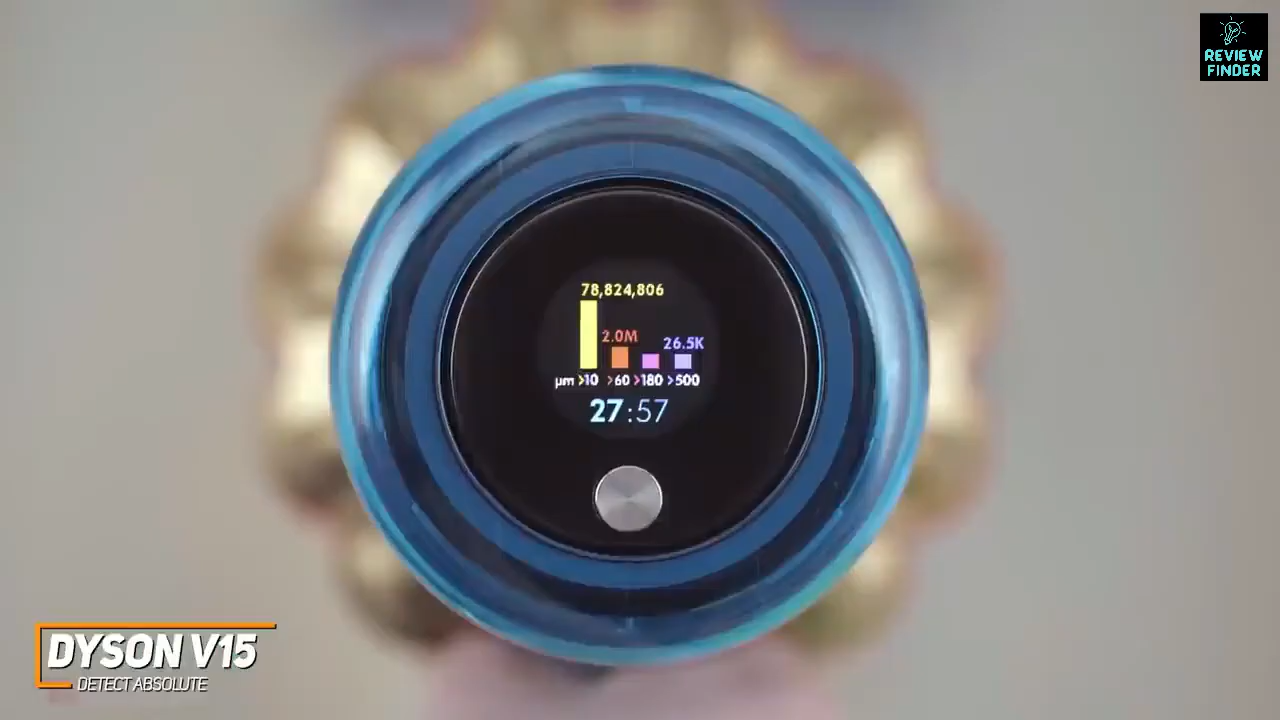 REVIEW
FINDER
78,824,806
2.0M
26.5K
µm >10 >60 >180 >500
27:57
DYSON V15
DETECT ABSOLUTE